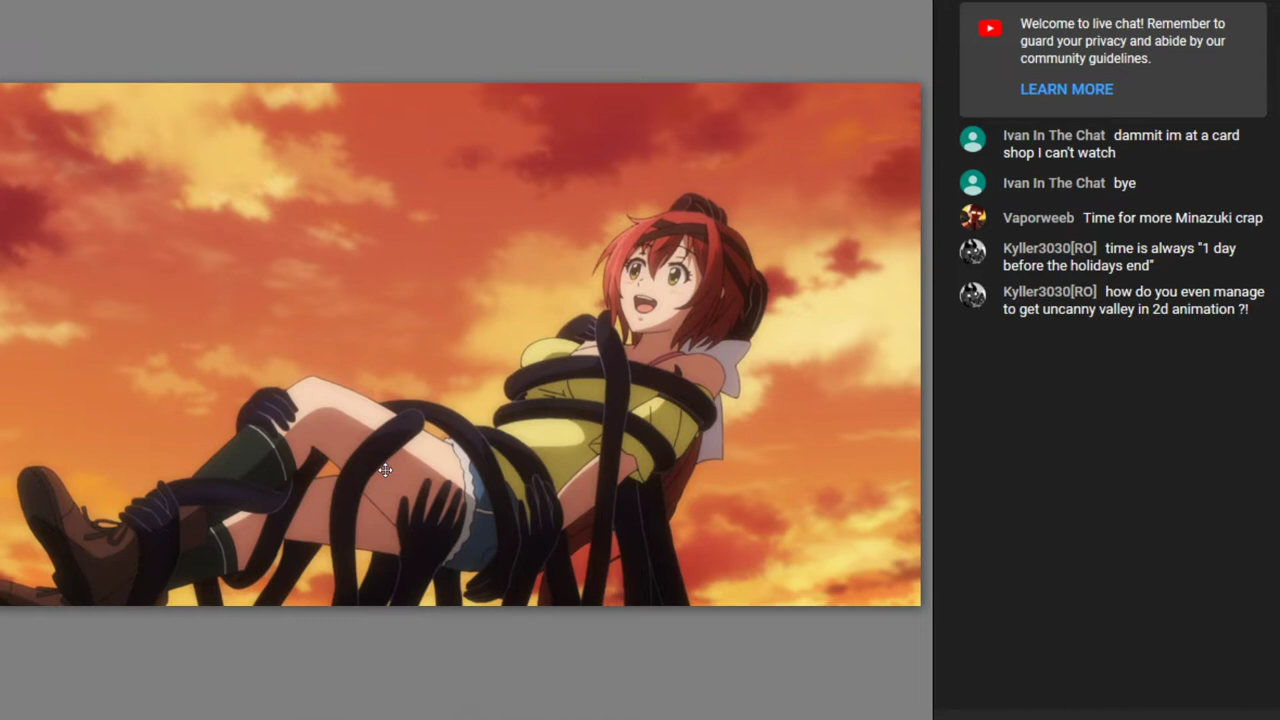 Welcome to live chat! Remember to
guard your privacy and abide by our
community guidelines.
LEARN MORE
Ivan In The Chat dammit im at a card
shop I can't watch
Ivan In The Chat bye
Vaporweeb Time for more Minazuki crap
Kyller3030[RO] time is always "1 day
before the holidays end"
Kyller3030[RO] how do you even manage
to get uncanny valley in 2d animation ?!